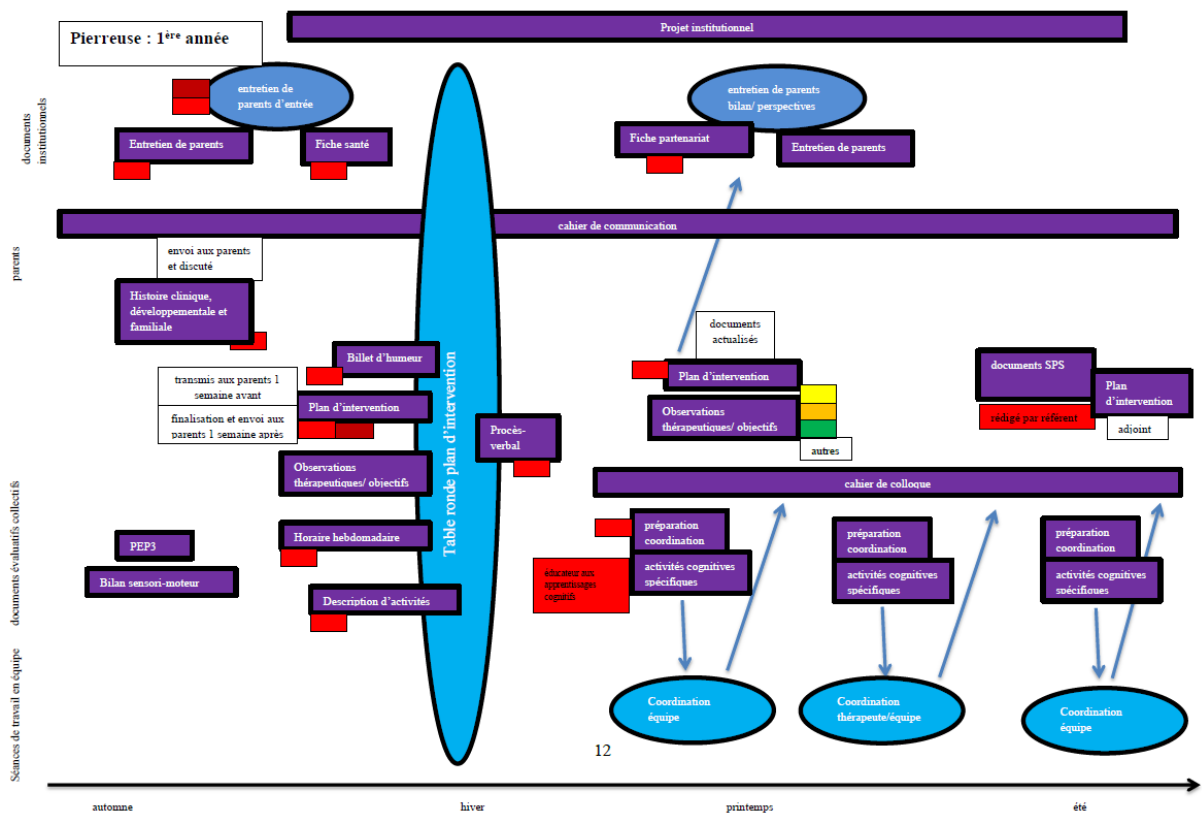 Projet institutionnel
Pierreuse : 1ère année
entretien de
parents d'entrée
entretien de parents
bilan/ perspectives
documents
institutionnels
Entretien de parents
Fiche santé
Fiche partenariat
Entretien de parents
cahier de communication
parents
envoi aux parents
et discuté
Histoire clinique,
développementale et
familiale
Billet d'humeur
transmis aux parents 1
semaine avant
Plan d'intervention
finalisation et envoi aux
parents 1 semaine après
Observations
thérapeutiques/ objectifs
Table ronde plan d'intervention
Procès-
verbal
documents
actualisés
Plan d'intervention
Observations
thérapeutiques/ objectifs
autres
documents SPS
rédigé par référent
Plan
d'intervention
adjoint
cahier de colloque
documents évaluatifs collectifs
PEP3
Bilan sensori-moteur
Horaire hebdomadaire
Description d'activités
préparation
coordination
activités cognitives
spécifiques
éducateur aux
apprentisages
cognitifs
préparation
coordination
activités cognitives
spécifiques
préparation
coordination
activités cognitives
spécifiques
Séances de travail en équipe
Coordination
équipe
Coordination
thérapeute/équipe
Coordination
équipe
12
automne
hiver
printemps
été